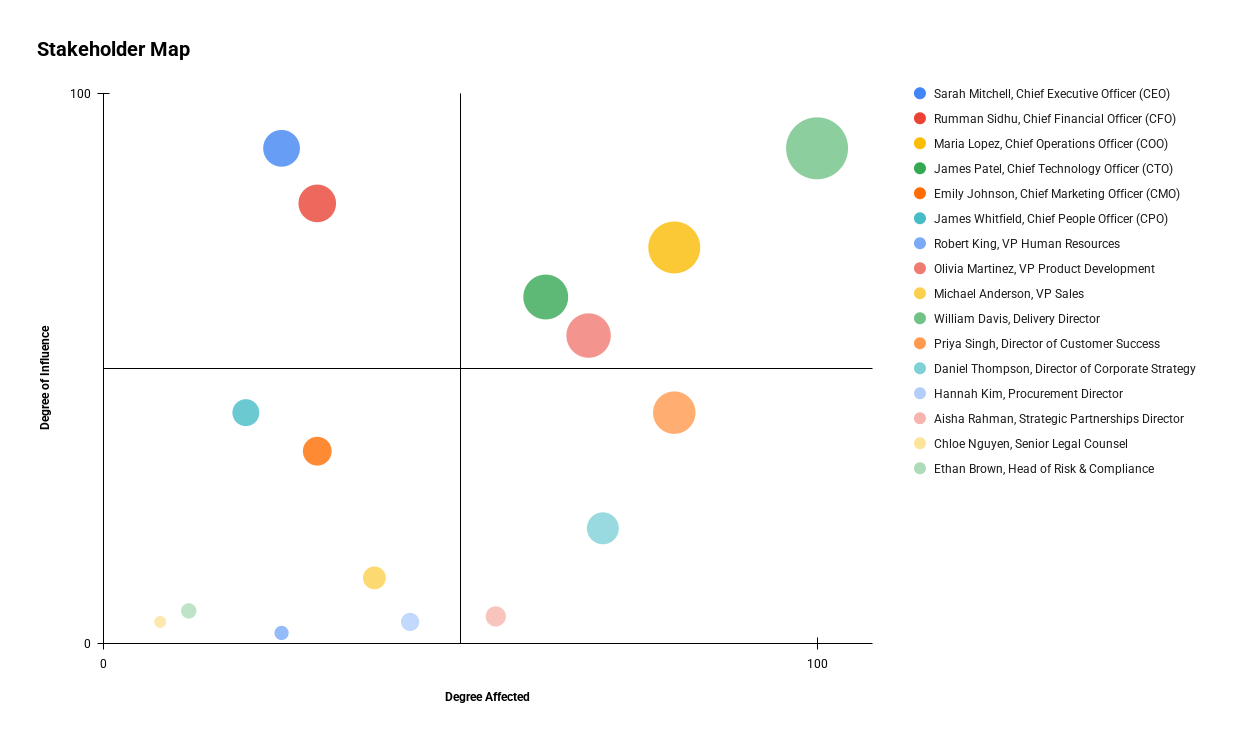 Stakeholder Map
100
0
0
100
Degree of Influence
Degree Affected
Sarah Mitchell, Chief Executive Officer (CEO)
Rumman Sidhu, Chief Financial Officer (CFO)
Maria Lopez, Chief Operations Officer (COO)
James Patel, Chief Technology Officer (CTO)
Emily Johnson, Chief Marketing Officer (CMO)
James Whitfield, Chief People Officer (CPO)
Robert King, VP Human Resources
Olivia Martinez, VP Product Development
Michael Anderson, VP Sales
William Davis, Delivery Director
Priya Singh, Director of Customer Success
Daniel Thompson, Director of Corporate Strategy
Hannah Kim, Procurement Director
Aisha Rahman, Strategic Partnerships Director
Chloe Nguyen, Senior Legal Counsel
Ethan Brown, Head of Risk & Compliance